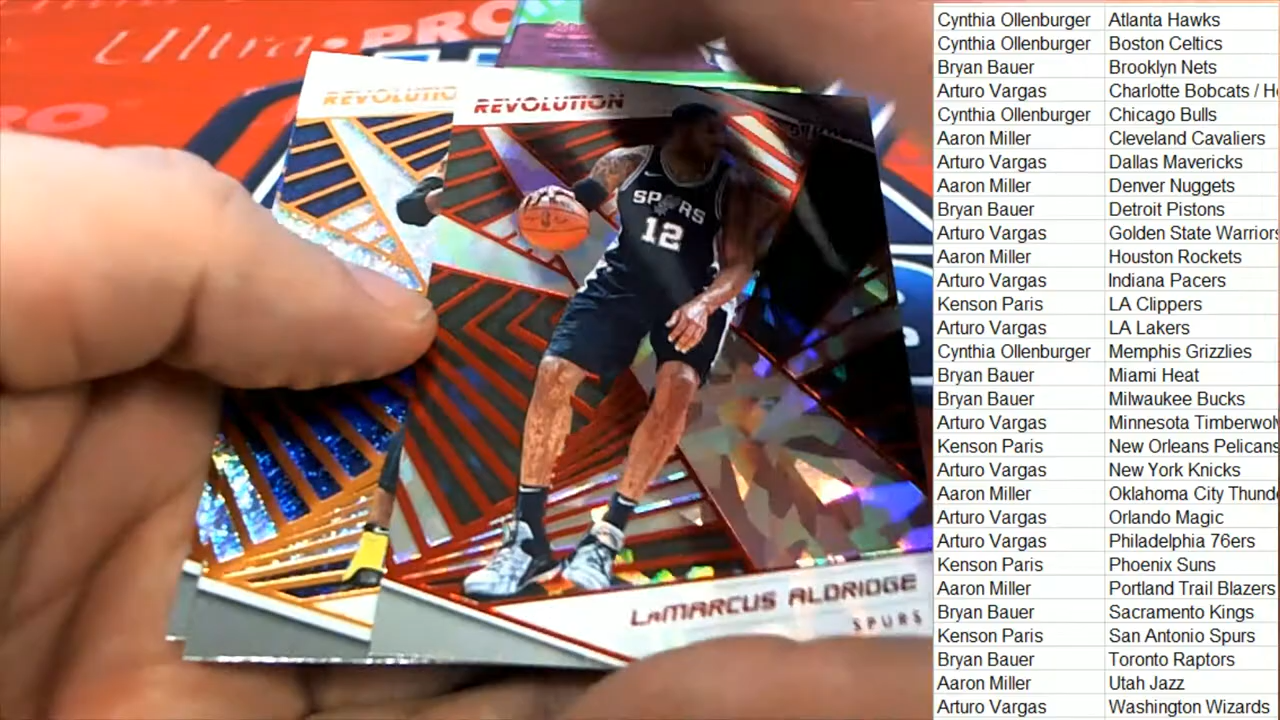 Ultra PRO
PRO
REVOLUTIO
REVOLUTION
SPURS
12
LaMARCUS ALDRIDGE
SPURS
Cynthia Ollenburger Atlanta Hawks
Cynthia Ollenburger Boston Celtics
Bryan Bauer Brooklyn Nets
Arturo Vargas Charlotte Bobcats / H
Cynthia Ollenburger Chicago Bulls
Aaron Miller Cleveland Cavaliers
Arturo Vargas Dallas Mavericks
Aaron Miller Denver Nuggets
Bryan Bauer Detroit Pistons
Arturo Vargas Golden State Warriors
Aaron Miller Houston Rockets
Arturo Vargas Indiana Pacers
Kenson Paris LA Clippers
Arturo Vargas LA Lakers
Cynthia Ollenburger Memphis Grizzlies
Bryan Bauer Miami Heat
Bryan Bauer Milwaukee Bucks
Arturo Vargas Minnesota Timberwol
Kenson Paris New Orleans Pelicans
Arturo Vargas New York Knicks
Aaron Miller Oklahoma City Thund
Arturo Vargas Orlando Magic
Arturo Vargas Philadelphia 76ers
Kenson Paris Phoenix Suns
Aaron Miller Portland Trail Blazers
Bryan Bauer Sacramento Kings
Kenson Paris San Antonio Spurs
Bryan Bauer Toronto Raptors
Aaron Miller Utah Jazz
Arturo Vargas Washington Wizards